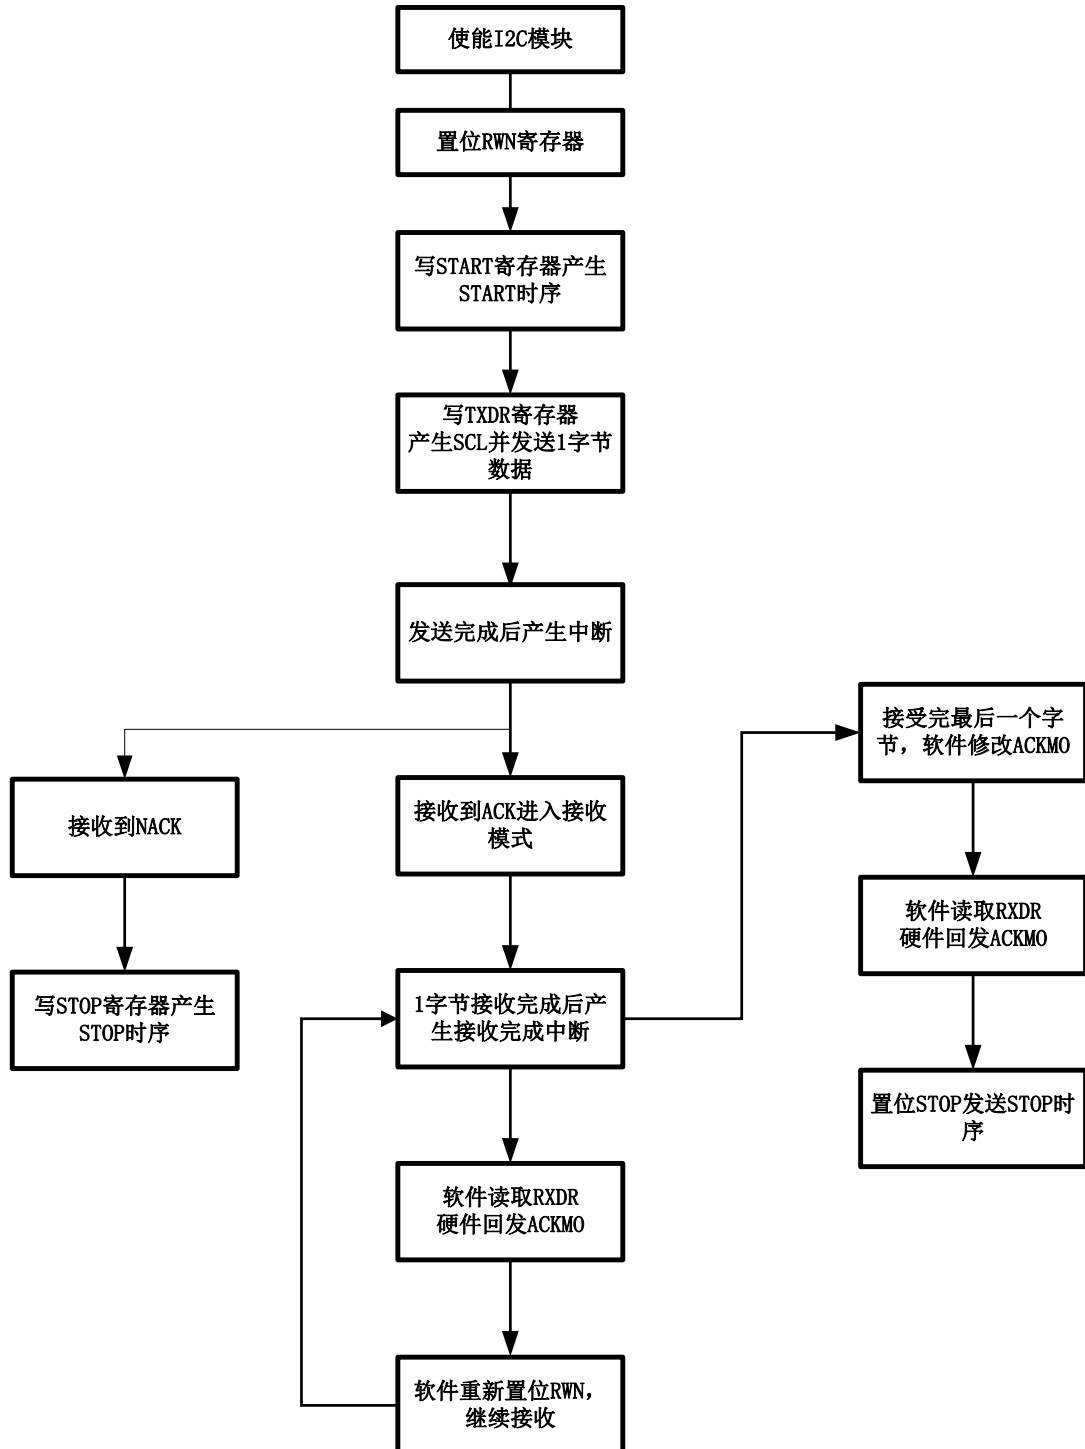 使能I2C模块
置位RWN寄存器
写START寄存器产生
START时序
写TXDR寄存器
产生SCL并发送1字节
数据
发送完成后产生中断
接收到NACK
写STOP寄存器产生
STOP时序
接收到ACK进入接收
模式
1字节接收完成后产
生接收完成中断
软件读取RXDR
硬件回发ACKMO
软件重新置位RWN,
继续接收
接受完最后一个字
节，软件修改ACKMO
软件读取RXDR
硬件回发ACKMO
置位STOP发送STOP时
序